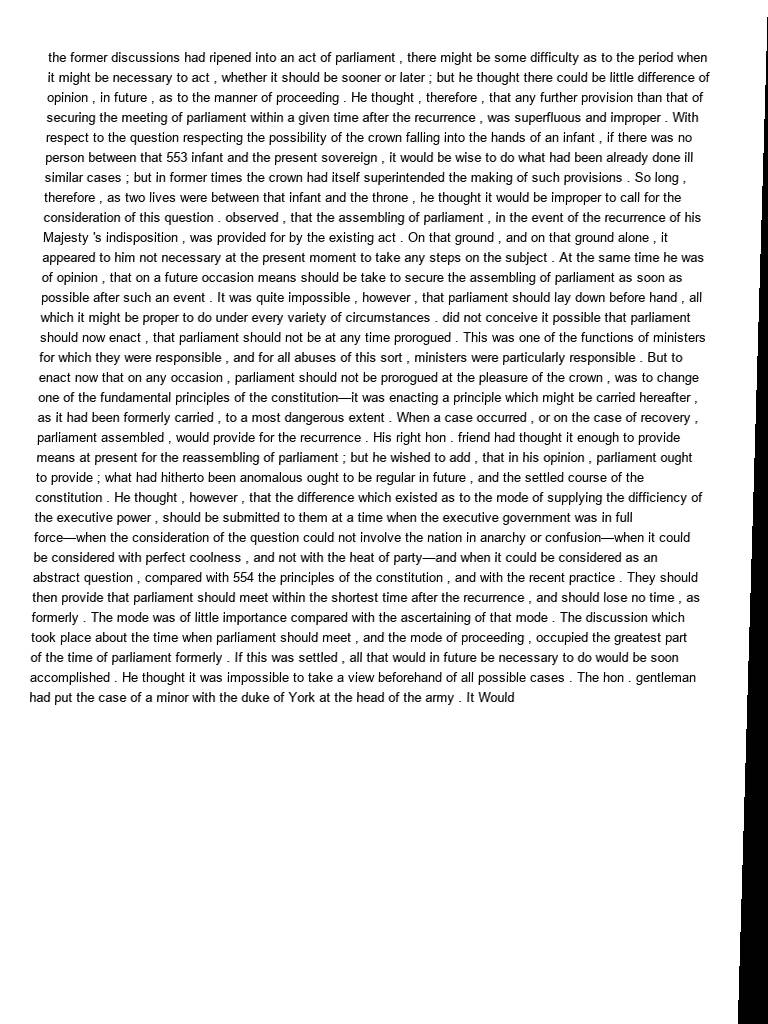 the former discussions had ripened into an act of parliament , there might be some difficulty as to the period when
it might be necessary to act , whether it should be sooner or later ; but he thought there could be little difference of
opinion , in future , as to the manner of proceeding . He thought , therefore , that any further provision than that of
securing the meeting of parliament within a given time after the recurrence , was superfluous and improper . With
respect to the question respecting the possibility of the crown falling into the hands of an infant , if there was no
person between that 553 infant and the present sovereign , it would be wise to do what had been already done ill
similar cases ; but in former times the crown had itself superintended the making of such provisions . So long ,
therefore , as two lives were between that infant and the throne , he thought it would be improper to call for the
consideration of this question . observed , that the assembling of parliament , in the event of the recurrence of his
Majesty 's indisposition , was provided for by the existing act . On that ground , and on that ground alone , it
appeared to him not necessary at the present moment to take any steps on the subject . At the same time he was
of opinion , that on a future occasion means should be take to secure the assembling of parliament as soon as
possible after such an event . It was quite impossible , however , that parliament should lay down before hand , all
which it might be proper to do under every variety of circumstances . did not conceive it possible that parliament
should now enact , that parliament should not be at any time prorogued . This was one of the functions of ministers
for which they were responsible , and for all abuses of this sort , ministers were particularly responsible . But to
enact now that on any occasion , parliament should not be prorogued at the pleasure of the crown , was to change
one of the fundamental principles of the constitution—it was enacting a principle which might be carried hereafter ,
as it had been formerly carried , to a most dangerous extent . When a case occurred , or on the case of recovery ,
parliament assembled , would provide for the recurrence . His right hon . friend had thought it enough to provide
means at present for the reassembling of parliament ; but he wished to add , that in his opinion , parliament ought
to provide ; what had hitherto been anomalous ought to be regular in future , and the settled course of the
constitution . He thought , however , that the difference which existed as to the mode of supplying the difficiency of
the executive power , should be submitted to them at a time when the executive government was in full
force—when the consideration of the question could not involve the nation in anarchy or confusion—when it could
be considered with perfect coolness , and not with the heat of party—and when it could be considered as an
abstract question , compared with 554 the principles of the constitution , and with the recent practice . They should
then provide that parliament should meet within the shortest time after the recurrence , and should lose no time , as
formerly . The mode was of little importance compared with the ascertaining of that mode . The discussion which
took place about the time when parliament should meet , and the mode of proceeding , occupied the greatest part
of the time of parliament formerly . If this was settled , all that would in future be necessary to do would be soon
accomplished . He thought it was impossible to take a view beforehand of all possible cases . The hon . gentleman
had put the case of a minor with the duke of York at the head of the army . It Would